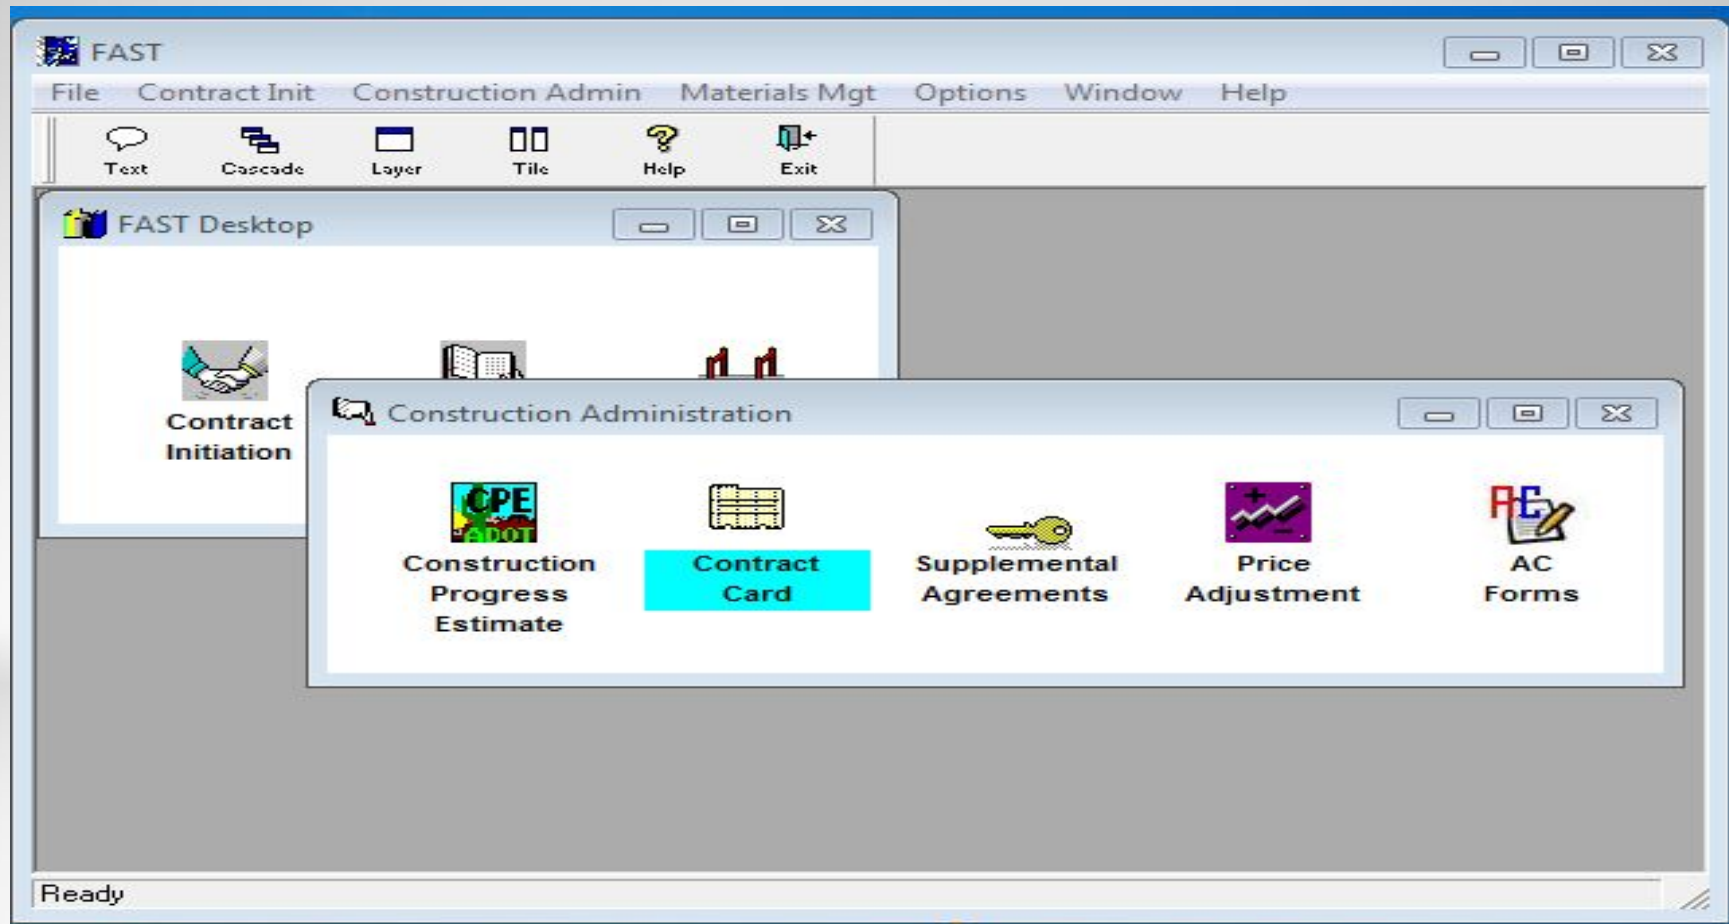 FAST
File Contract Init Construction Admin Materials Mgt Options Window Help
Text Cascade Layer Tile Help Exit
FAST Desktop
Contract
Initiation
Construction Administration
CPE
ADOT
Construction
Progress
Estimate
Contract
Card
Supplemental
Agreements
Price
Adjustment
AC
AC
Forms
Ready